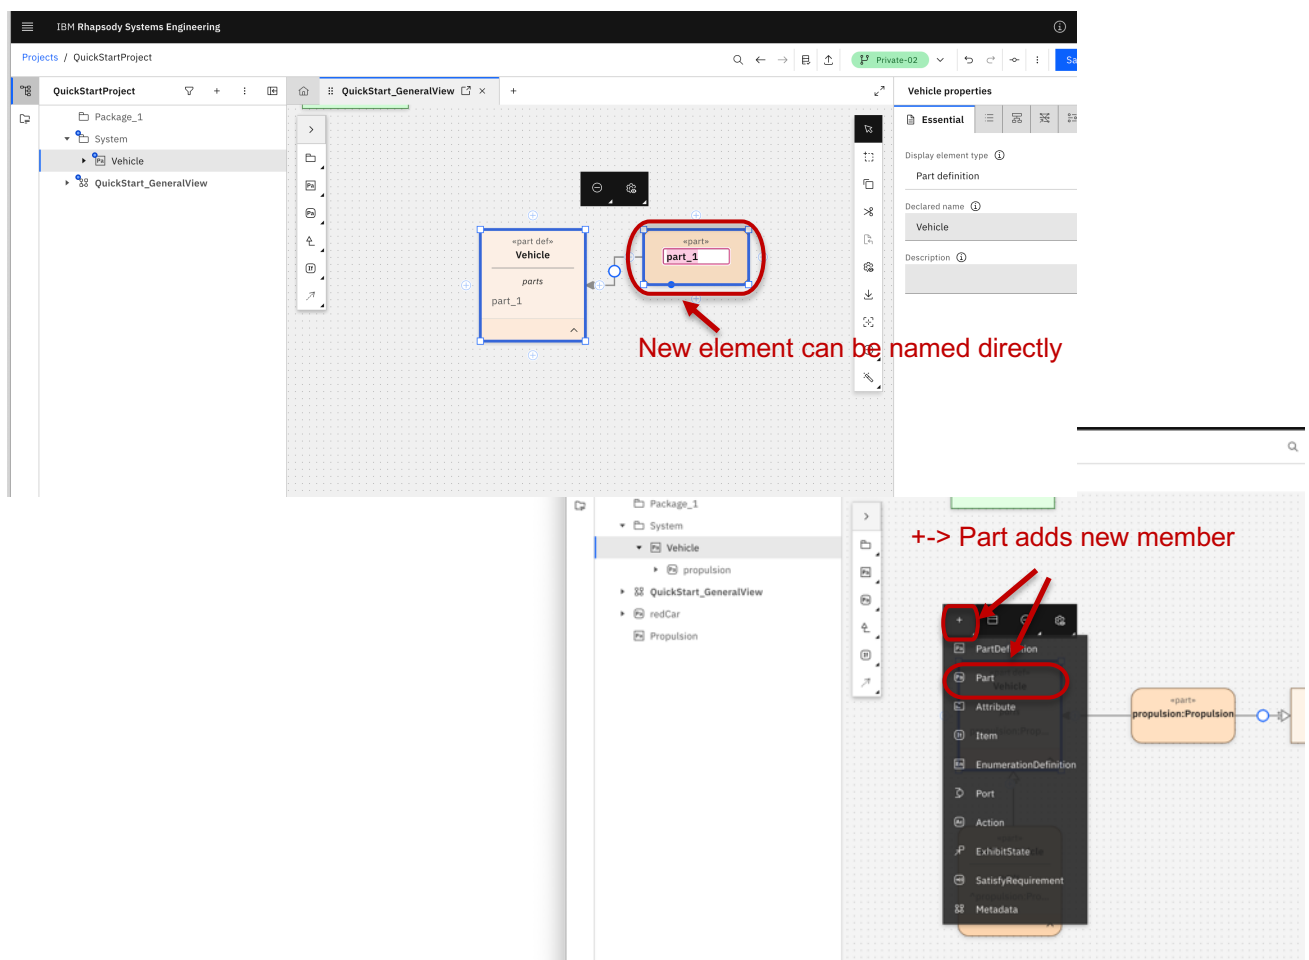 IBM Rhapsody Systems Engineering
Projects / QuickStartProject
Private-02
Sa
QuickStartProject
QuickStart_GeneralView
Vehicle properties
Package_1
System
Vehicle
QuickStart_GeneralView
Essential
Display element type
Part definition
Declared name
Vehicle
Description
«part def»
Vehicle
parts
part_1
«part»
part_1
New element can be named directly
Package_1
System
Vehicle
propulsion
QuickStart_GeneralView
redCar
Propulsion
+-> Part adds new member
PartDefinition
Part
Vehicle
Attribute
Item
EnumerationDefinition
Port
Action
ExhibitState
SatisfyRequirement
Metadata
«part»
propulsion:Propulsion